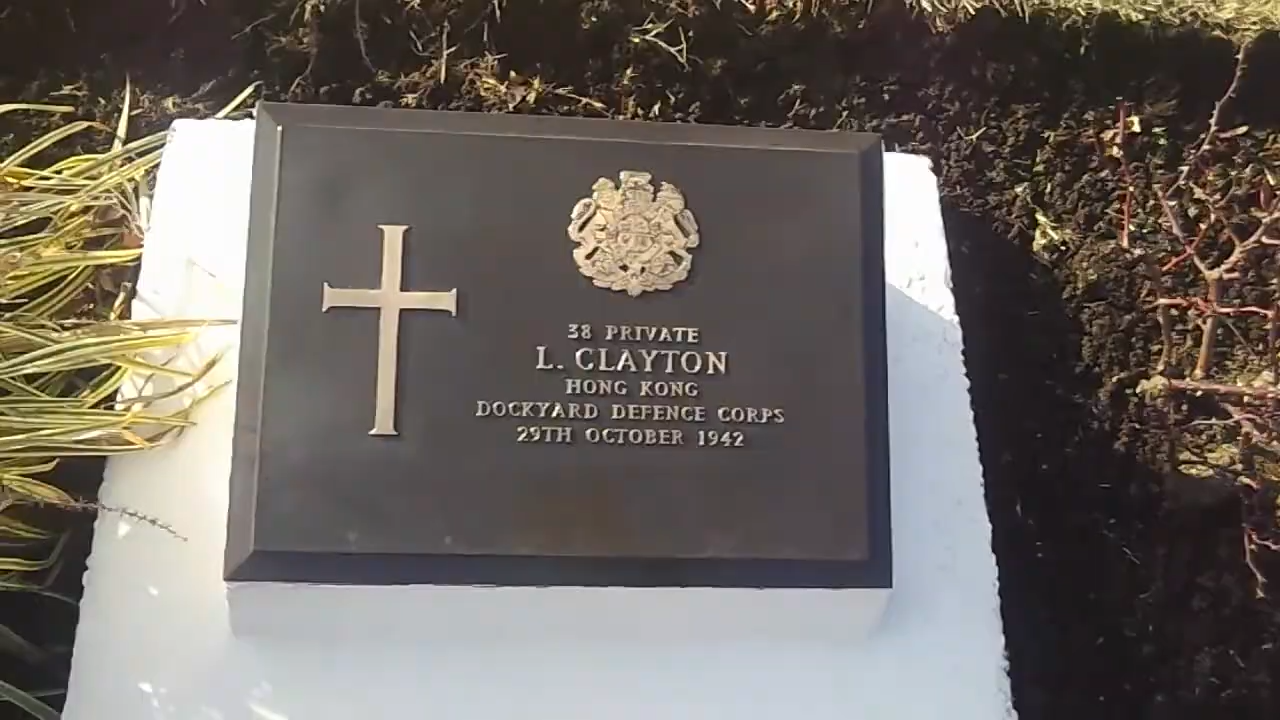 38 PRIVATE
L. CLAYTON
HONG KONG
DOCKYARD DEFENCE CORPS
29TH OCTOBER 1942